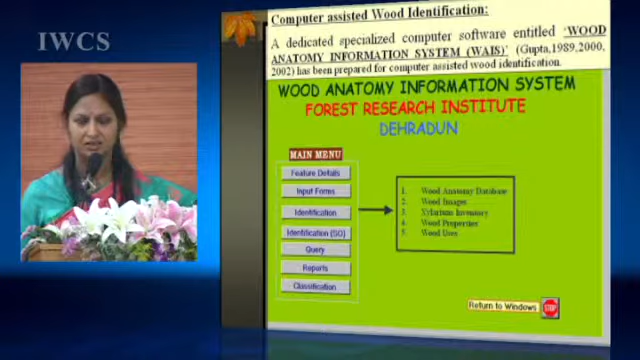 IWCS
Computer assisted Wood Identification:
A dedicated specialized computer software entitled 'WOOD
ANATOMY INFORMATION SYSTEM (WAIS)' (Gupta,1989,2000,
2002) has been prepared for computer assisted wood identification.
WOOD ANATOMY INFORMATION SYSTEM
FOREST RESEARCH INSTITUTE
DEHRADUN
MAIN MENU
Feature Details
Input Forms
Identification
Identification (SO)
Query
Reports
Classification
1. Wood Anatomy Database
2. Wood Images
3. Xylarium Inventory
4. Wood Properties
5. Wood Uses
Return to Windows
STOP